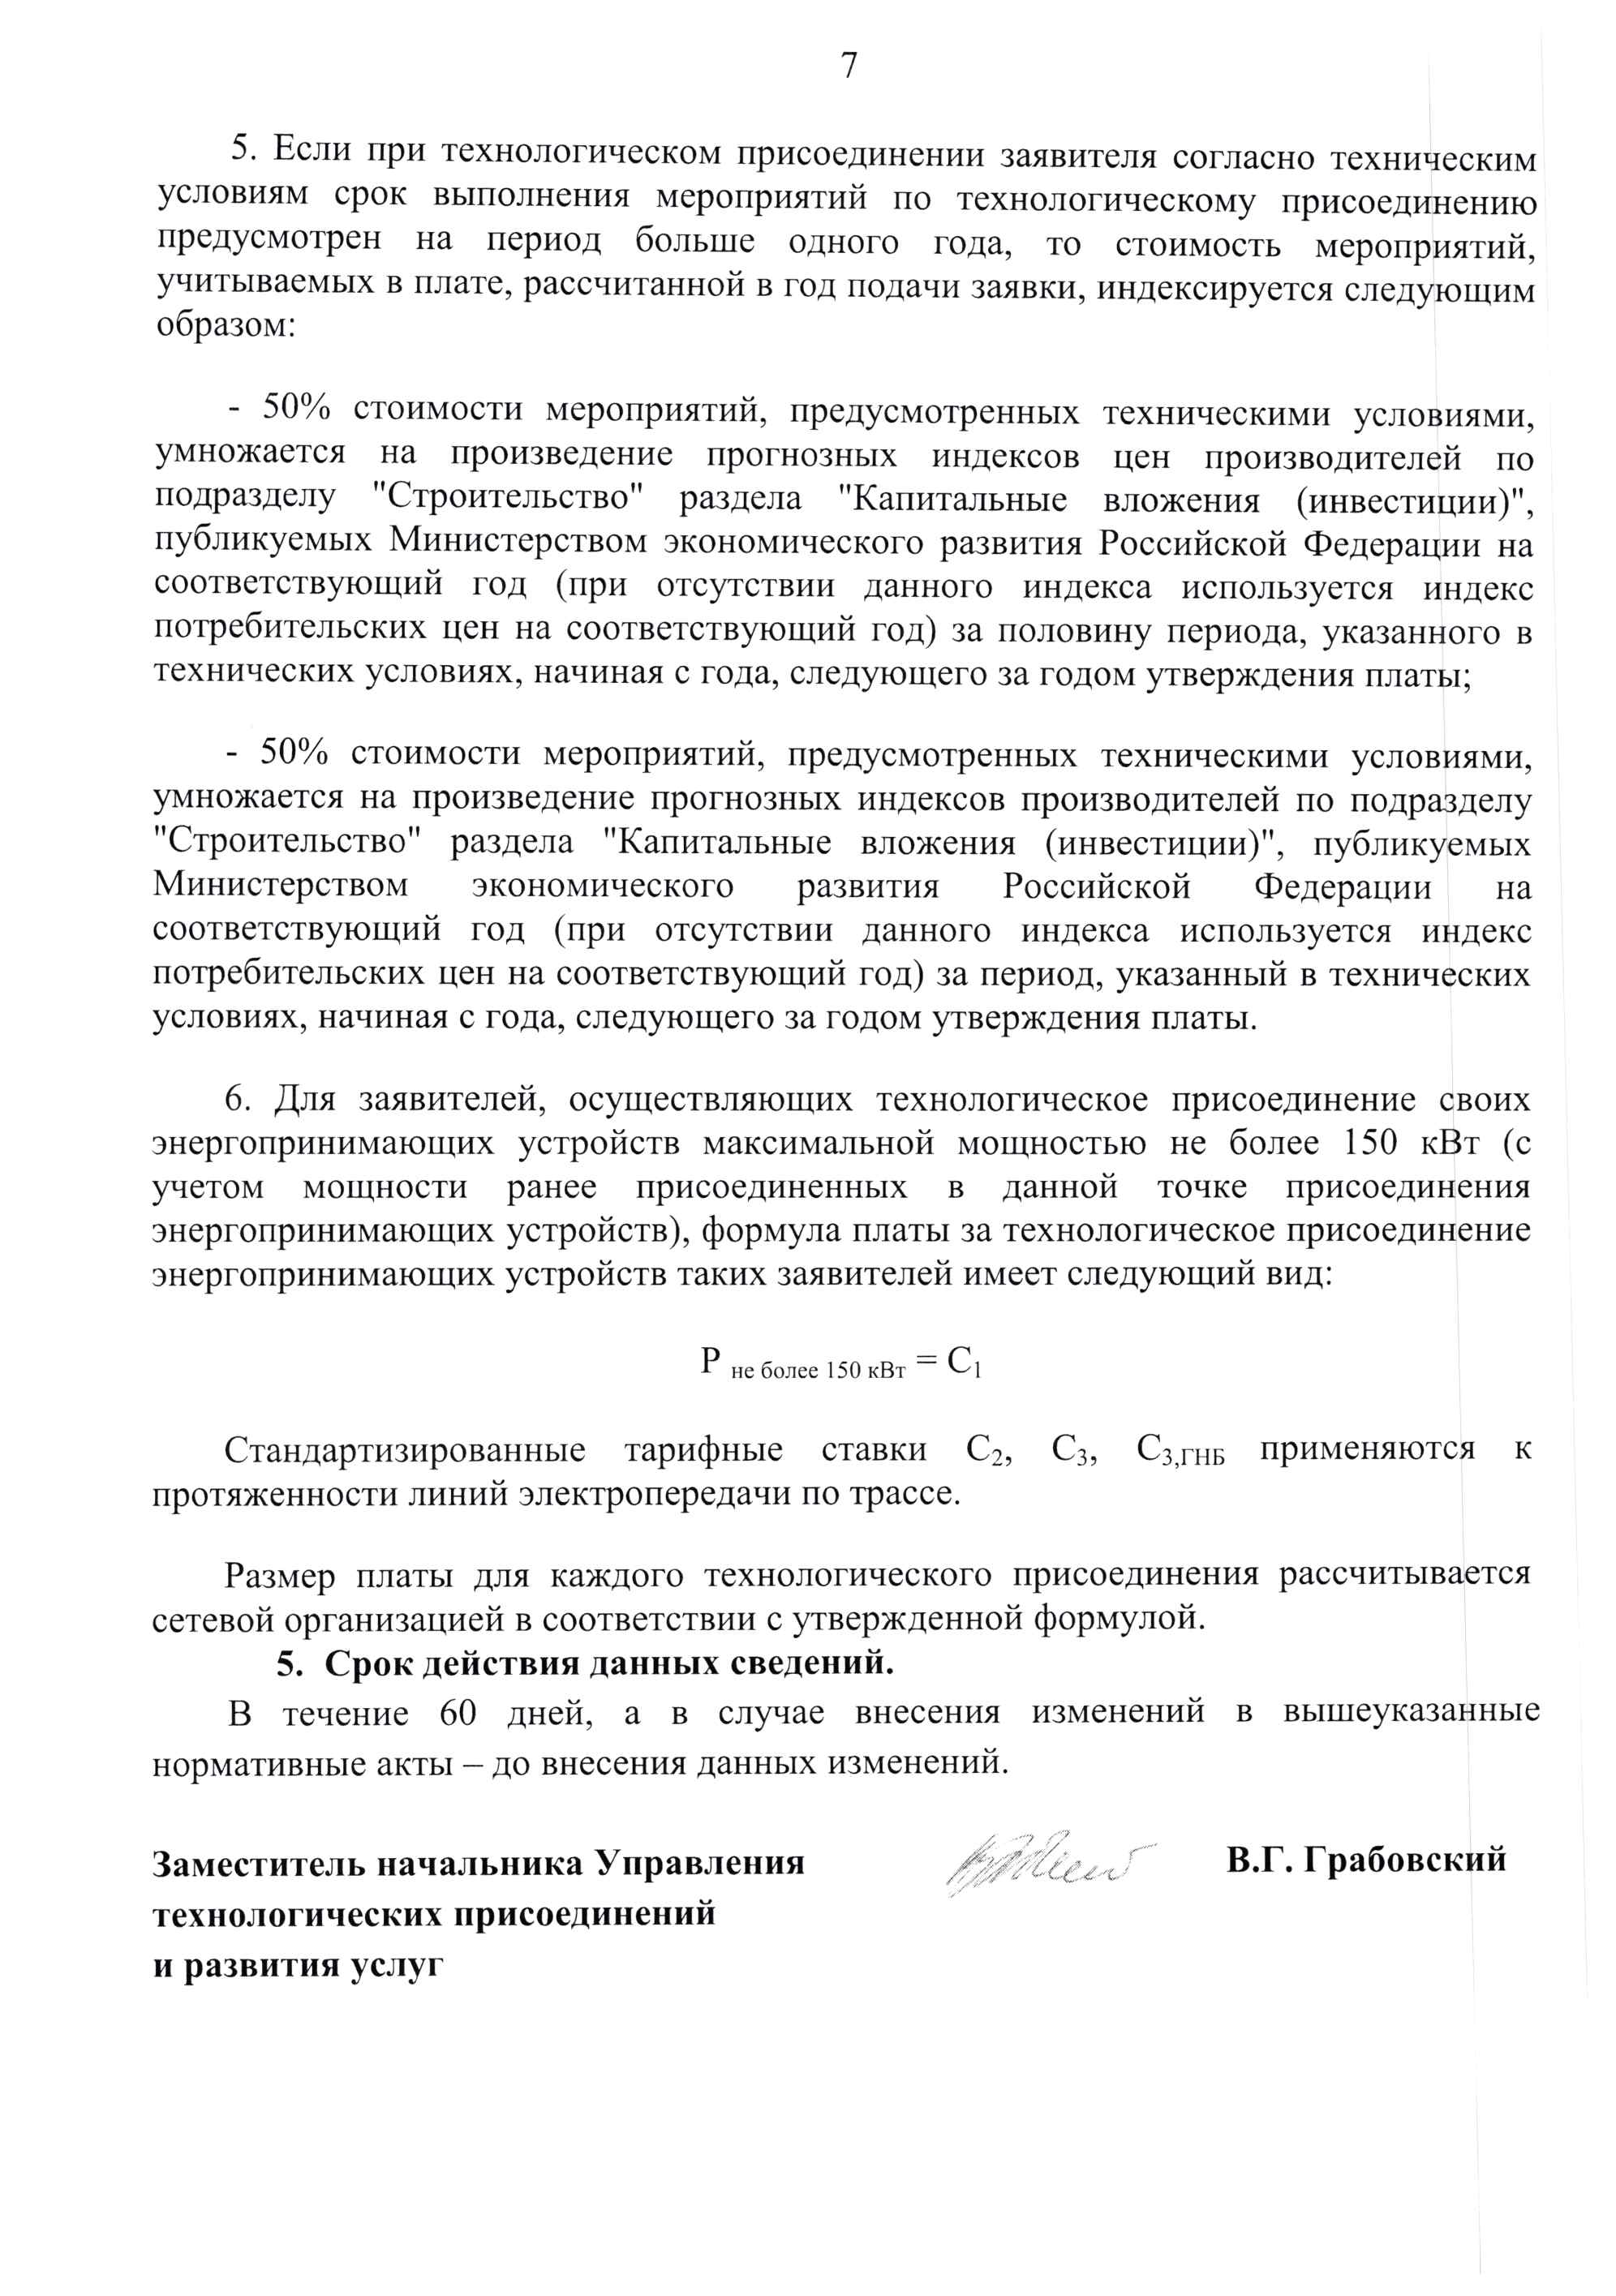 7
5. Если при технологическом присоединении заявителя согласно техническим
условиям срок выполнения мероприятий по технологическому присоединению
предусмотрен на период больше одного года, то стоимость мероприятий,
учитываемых в плате, рассчитанной в год подачи заявки, индексируется следующим
образом:
- 50% стоимости мероприятий, предусмотренных техническими условиями,
умножается на произведение прогнозных индексов цен производителей по
подразделу "Строительство" раздела "Капитальные вложения (инвестиции)",
публикуемых Министерством экономического развития Российской Федерации на
соответствующий год (при отсутствии данного индекса используется индекс
потребительских цен на соответствующий год) за половину периода, указанного в
технических условиях, начиная с года, следующего за годом утверждения платы;
- 50% стоимости мероприятий, предусмотренных техническими условиями,
умножается на произведение прогнозных индексов производителей по подразделу
"Строительство" раздела "Капитальные вложения (инвестиции)", публикуемых
Министерством экономического развития Российской Федерации на
соответствующий год (при отсутствии данного индекса используется индекс
потребительских цен на соответствующий год) за период, указанный в технических
условиях, начиная с года, следующего за годом утверждения платы.
6. Для заявителей, осуществляющих технологическое присоединение своих
энергопринимающих устройств максимальной мощностью не более 150 кВт (с
учетом мощности ранее присоединенных в данной точке присоединения
энергопринимающих устройств), формула платы за технологическое присоединение
энергопринимающих устройств таких заявителей имеет следующий вид:
Р не более 150 кВт = С1
Стандартизированные тарифные ставки С2, С3, С3,ГНБ применяются к
протяженности линий электропередачи по трассе.
Размер платы для каждого технологического присоединения рассчитывается
сетевой организацией в соответствии с утвержденной формулой.
5. Срок действия данных сведений.
В течение 60 дней, а в случае внесения изменений в вышеуказанные
нормативные акты – до внесения данных изменений.
Заместитель начальника Управления В.Г. Грабовский
технологических присоединений
и развития услуг